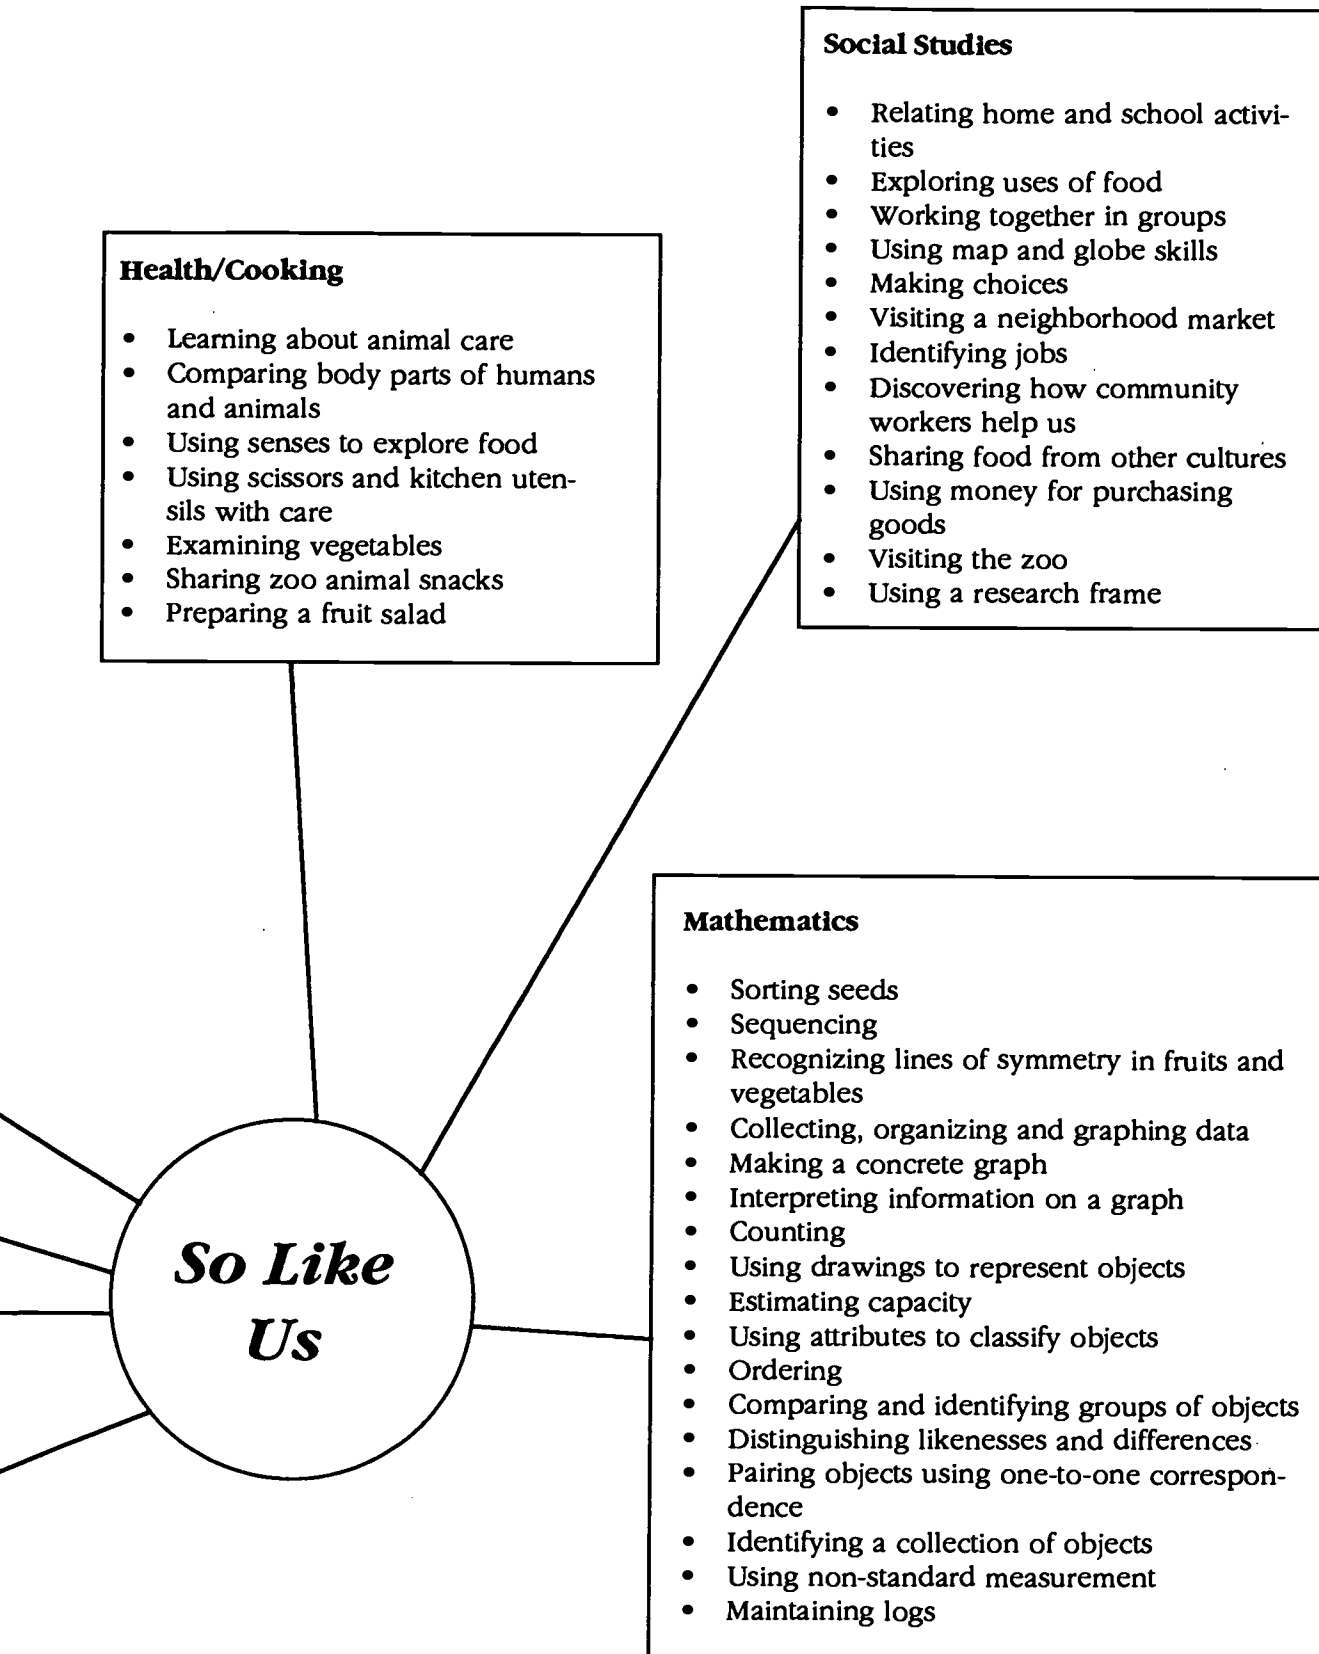 Social Studies
• Relating home and school activi-
ties
• Exploring uses of food
• Working together in groups
• Using map and globe skills
• Making choices
• Visiting a neighborhood market
• Identifying jobs
• Discovering how community
workers help us
• Sharing food from other cultures
• Using money for purchasing
goods
• Visiting the zoo
• Using a research frame
Health/Cooking
• Learning about animal care
• Comparing body parts of humans
and animals
• Using senses to explore food
• Using scissors and kitchen uten-
sils with care
• Examining vegetables
• Sharing zoo animal snacks
• Preparing a fruit salad
So Like
Us
Mathematics
• Sorting seeds
• Sequencing
• Recognizing lines of symmetry in fruits and
vegetables
• Collecting, organizing and graphing data
• Making a concrete graph
• Interpreting information on a graph
• Counting
• Using drawings to represent objects
• Estimating capacity
• Using attributes to classify objects
• Ordering
• Comparing and identifying groups of objects
• Distinguishing likenesses and differences
• Pairing objects using one-to-one correspon-
dence
• Identifying a collection of objects
• Using non-standard measurement
• Maintaining logs